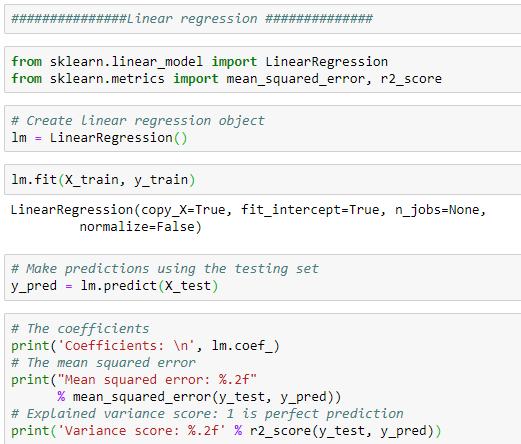 ###############Linear regression ##############
from sklearn.linear_model import LinearRegression
from sklearn.metrics import mean_squared_error, r2_score
# Create linear regression object
lm = LinearRegression()
lm.fit(X_train, y_train)
LinearRegression(copy_X=True, fit_intercept=True, n_jobs=None,
         normalize=False)
# Make predictions using the testing set
y_pred = lm.predict(X_test)
# The coefficients
print('Coefficients: \n', lm.coef_)
# The mean squared error
print("Mean squared error: %.2f"
      % mean_squared_error(y_test, y_pred))
# Explained variance score: 1 is perfect prediction
print('Variance score: %.2f' % r2_score(y_test, y_pred))